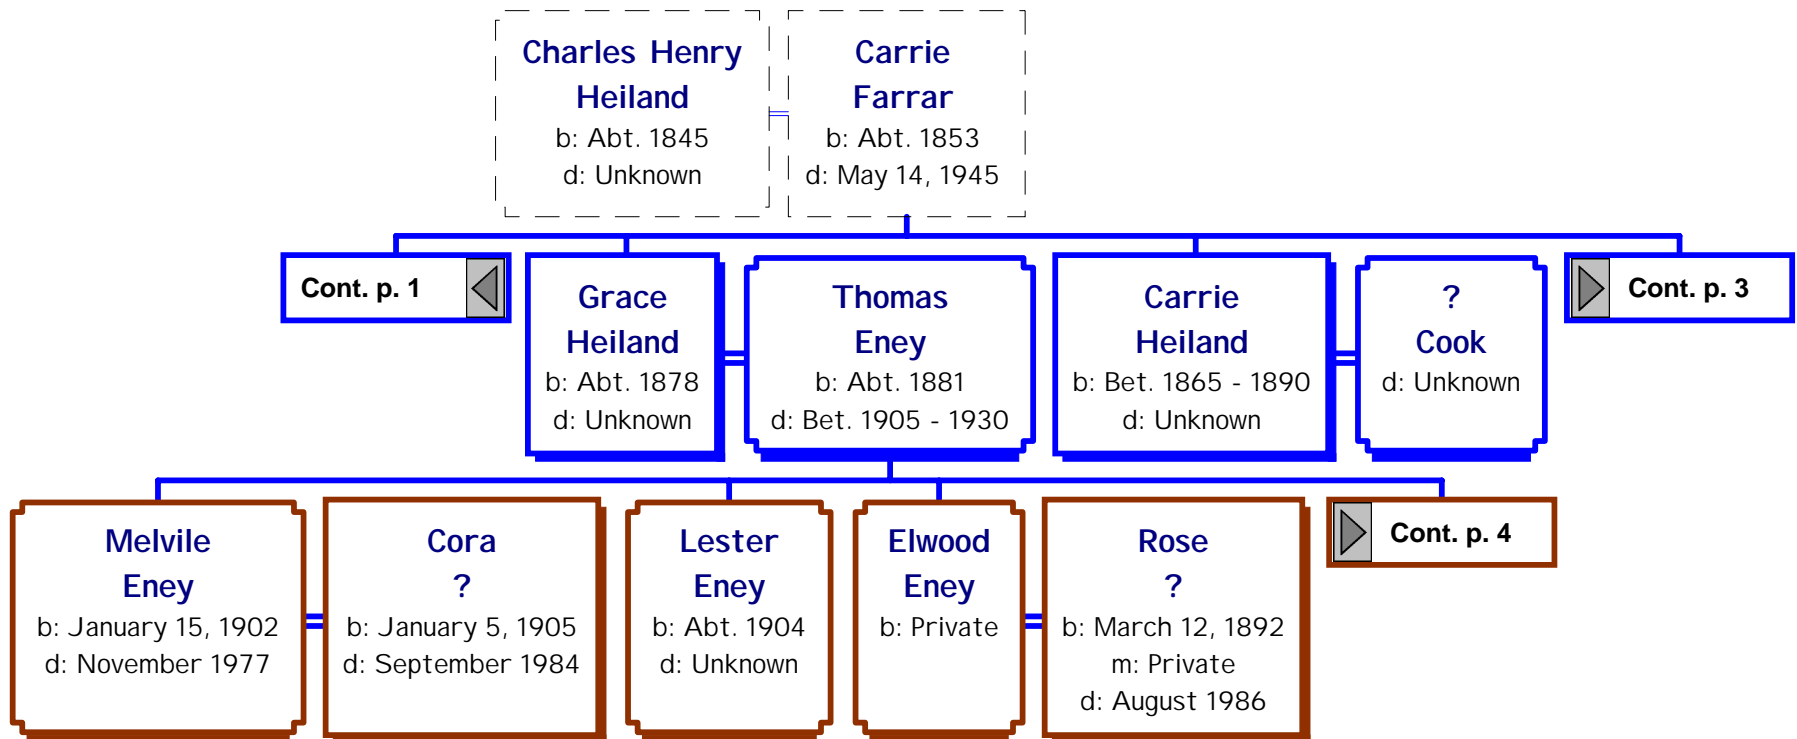 Charles Henry
Heiland
b: Abt. 1845
d: Unknown
Carrie
Farrar
b: Abt. 1853
d: May 14, 1945
Cont. p. 1
Grace
Heiland
b: Abt. 1878
d: Unknown
Thomas
Eney
b: Abt. 1881
d: Bet. 1905 - 1930
Carrie
Heiland
b: Bet. 1865 - 1890
d: Unknown
?
Cook
d: Unknown
Cont. p. 3
Melvile
Eney
b: January 15, 1902
d: November 1977
Cora
?
b: January 5, 1905
d: September 1984
Lester
Eney
b: Abt. 1904
d: Unknown
Elwood
Eney
b: Private
Rose
?
b: March 12, 1892
m: Private
d: August 1986
Cont. p. 4